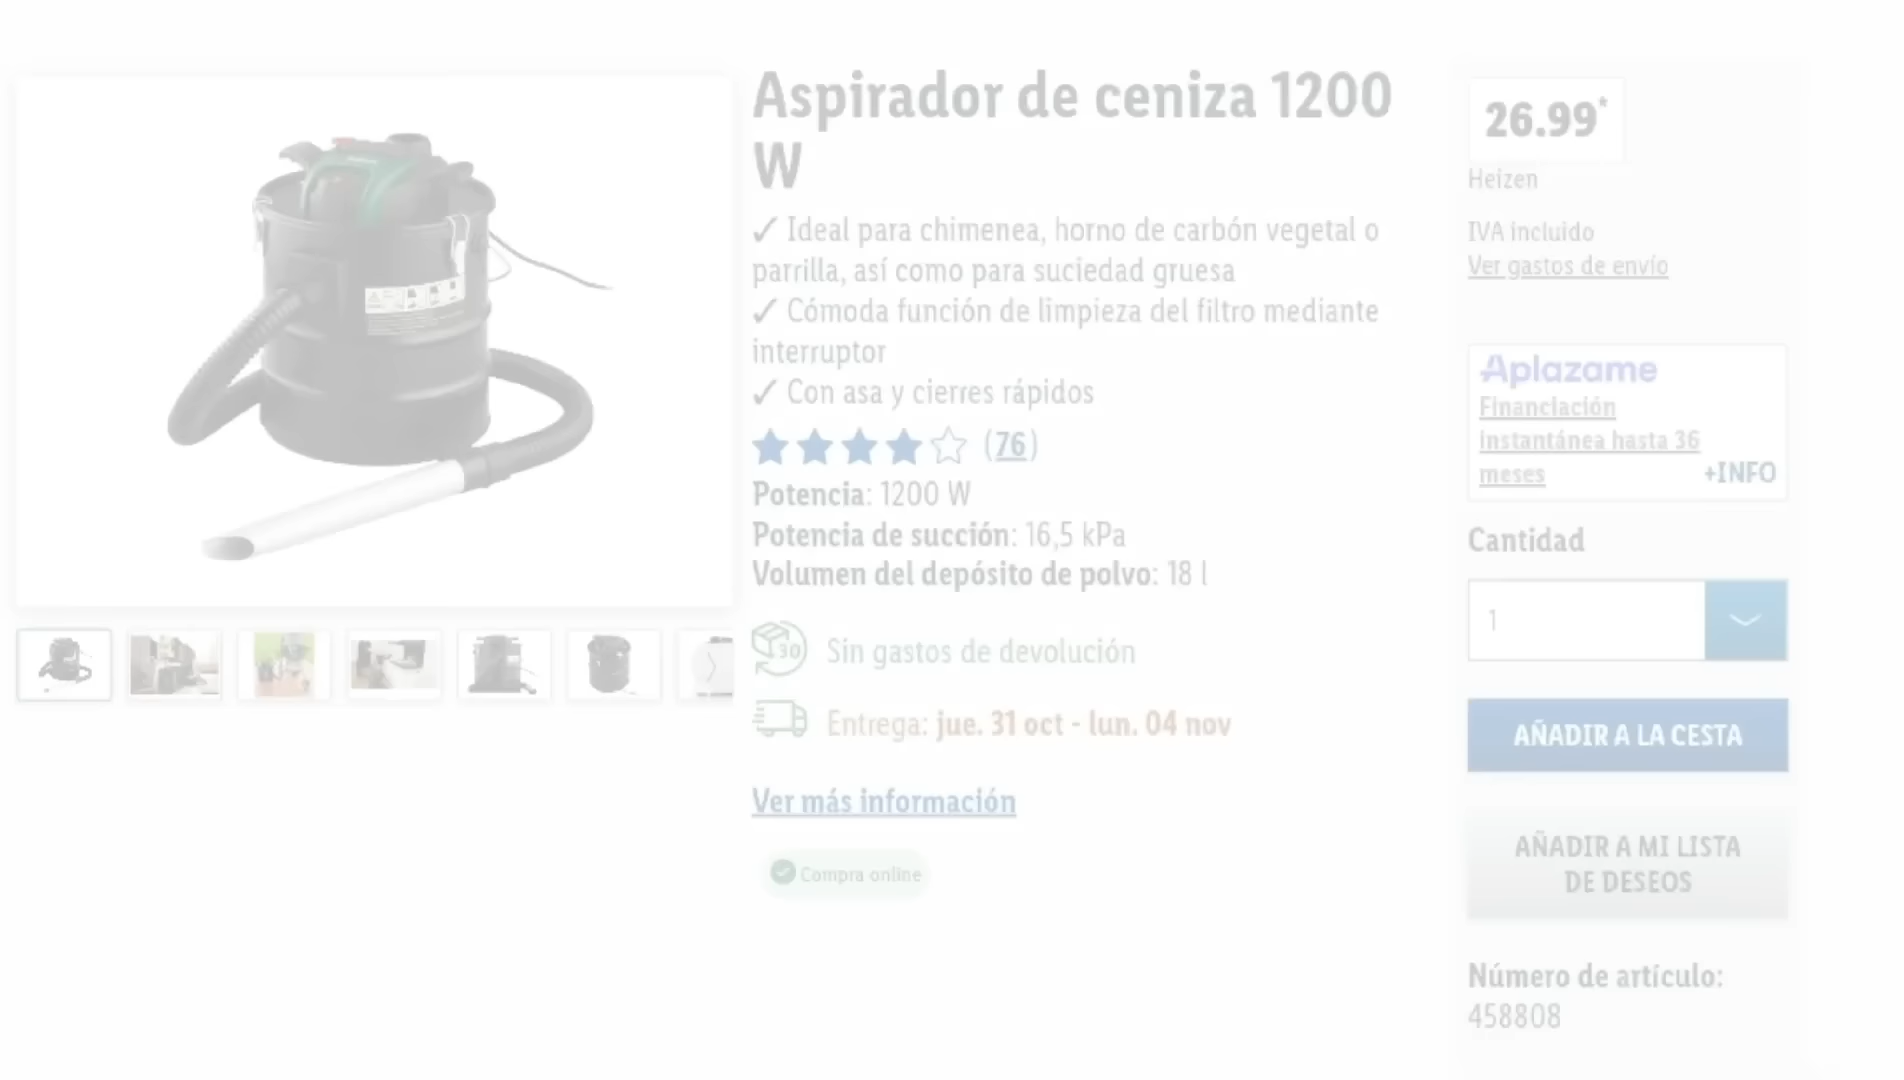 Aspirador de ceniza 1200
W
✓ Ideal para chimenea, horno de carbón vegetal o
parrilla, así como para suciedad gruesa
✓ Cómoda función de limpieza del filtro mediante
interruptor
✓ Con asa y cierres rápidos
(76)
Potencia: 1200 W
Potencia de succión: 16,5 kPa
Volumen del depósito de polvo: 18 l
30
Sin gastos de devolución
Entrega: jue. 31 oct - lun. 04 nov
Ver más información
Compra online
26.99*
Heizen
IVA incluido
Ver gastos de envío
Aplazame
Financiación
instantánea hasta 36
meses
+INFO
Cantidad
1
AÑADIR A LA CESTA
AÑADIR A MI LISTA
DE DESEOS
Número de artículo:
458808